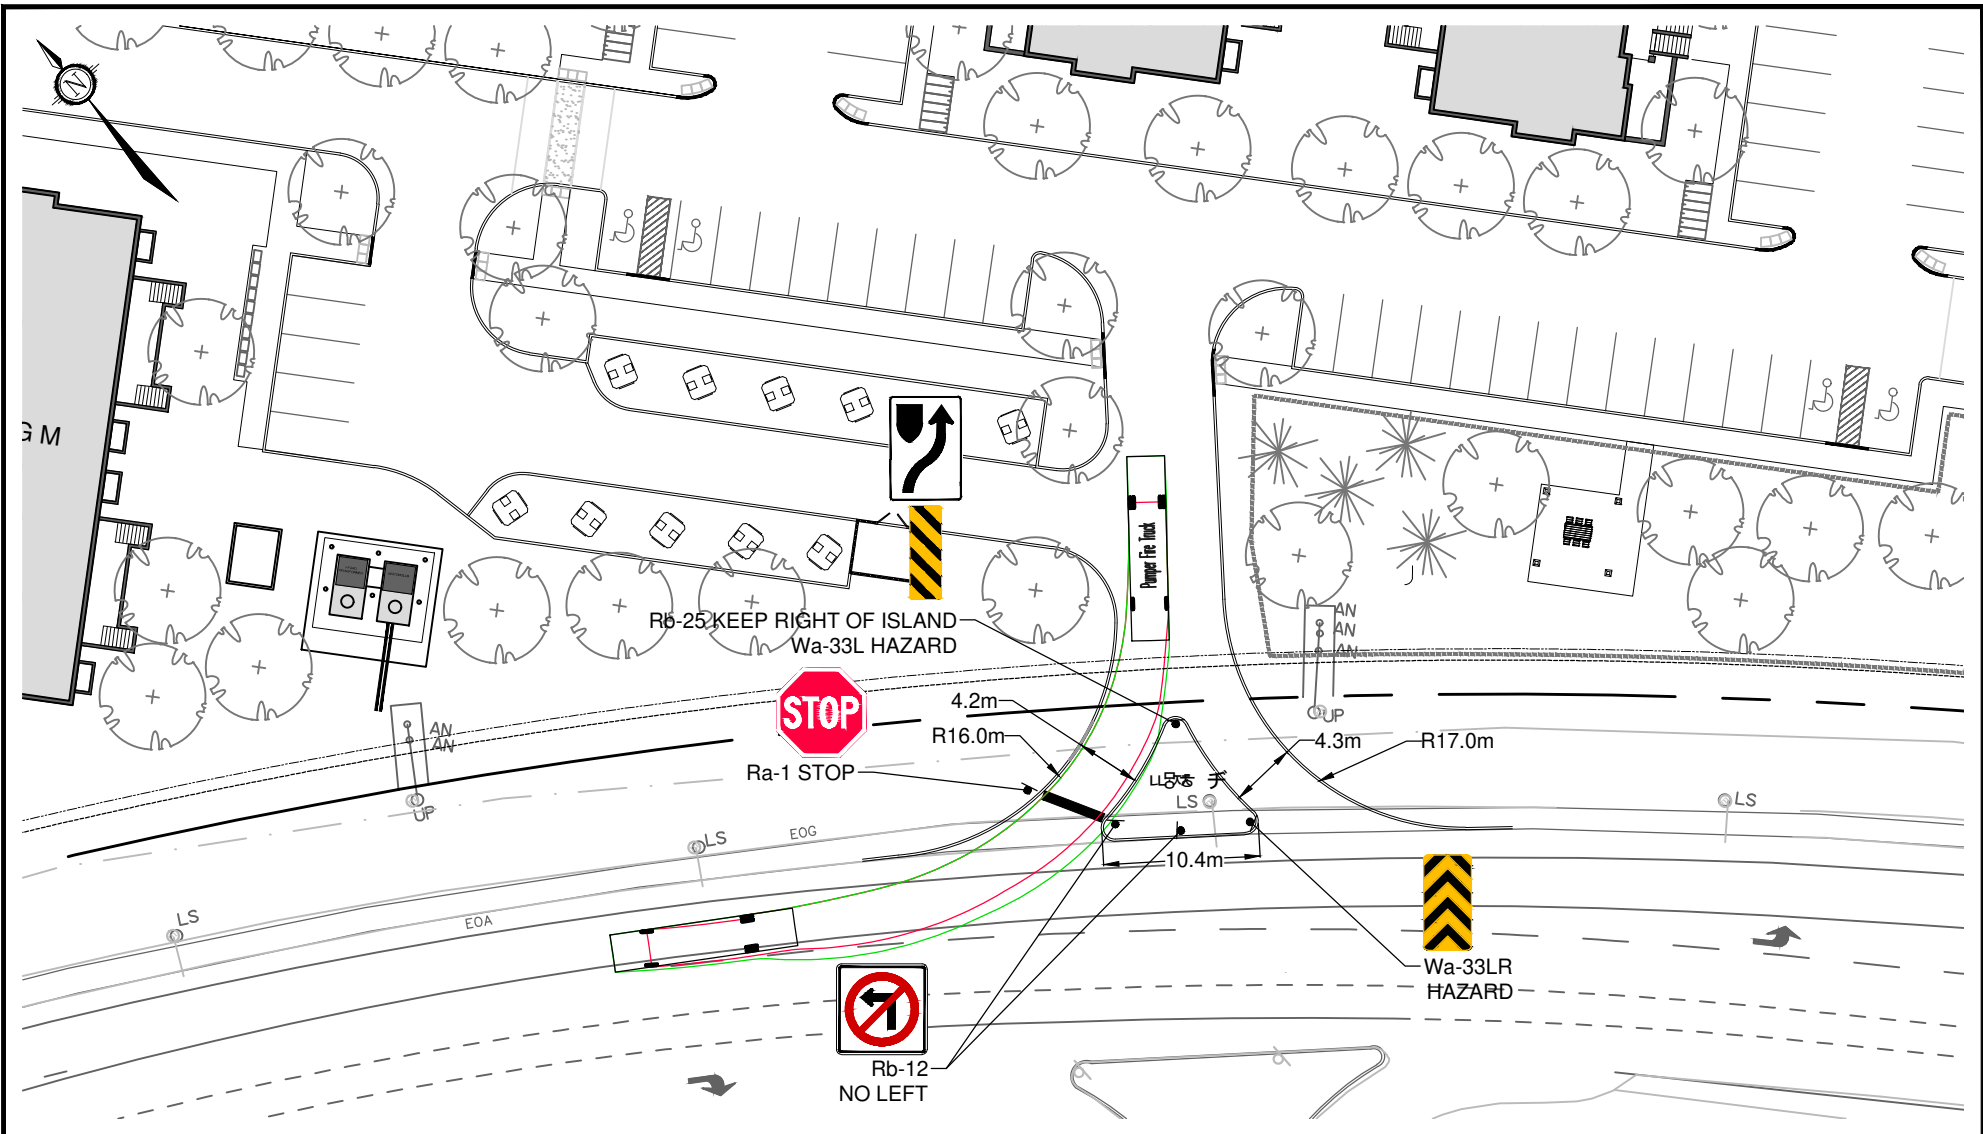 N
G M
Pumper Fire Truck
Rb-25 KEEP RIGHT OF ISLAND
Wa-33L HAZARD
AN
AN
AN
UP
STOP
4.2m
R16.0m
Ra-1 STOP
4.3m
R17.0m
AN
AN
UP
LS
LS
LS
LS
EOG
EOA
10.4m
Wa-33LR
HAZARD
Rb-12
NO LEFT